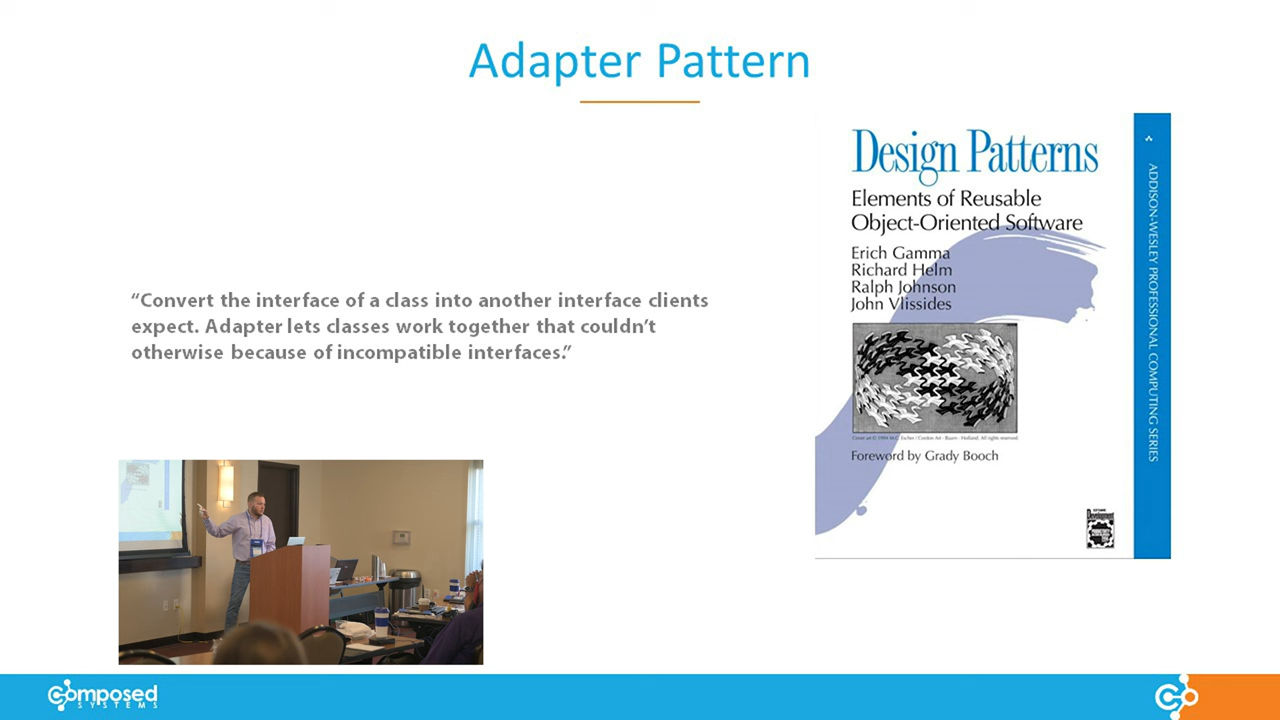 Adapter Pattern
Design Patterns
Elements of Reusable
Object-Oriented Software
Erich Gamma
Richard Helm
Ralph Johnson
John Vlissides
Foreword by Grady Booch
ADDISON-WESLEY PROFESSIONAL COMPUTING SERIES
“Convert the interface of a class into another interface clients
expect. Adapter lets classes work together that couldn’t
otherwise because of incompatible interfaces.”
composed
SYSTEMS